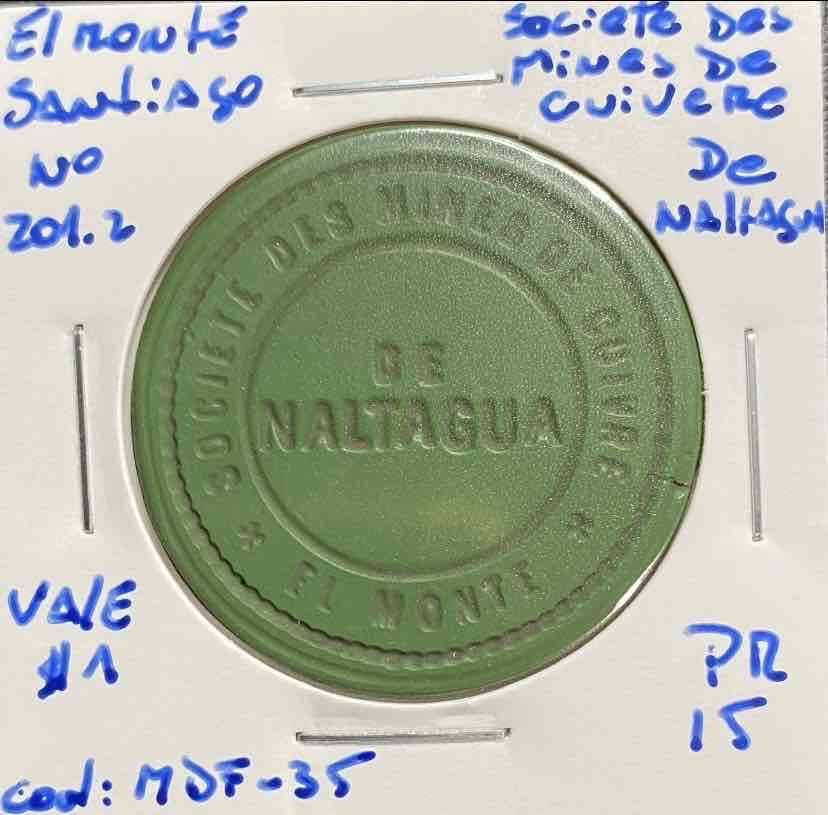 El monte
Santiago
No
201.2
Societe Des
Mines De
Cuivere
De
Naltagua
SOCIETE DES MINES DE CUIVRE
DE
NALTAGUA
* EL MONTE *
VAlE
$1
PR
15
cod: MDF-35